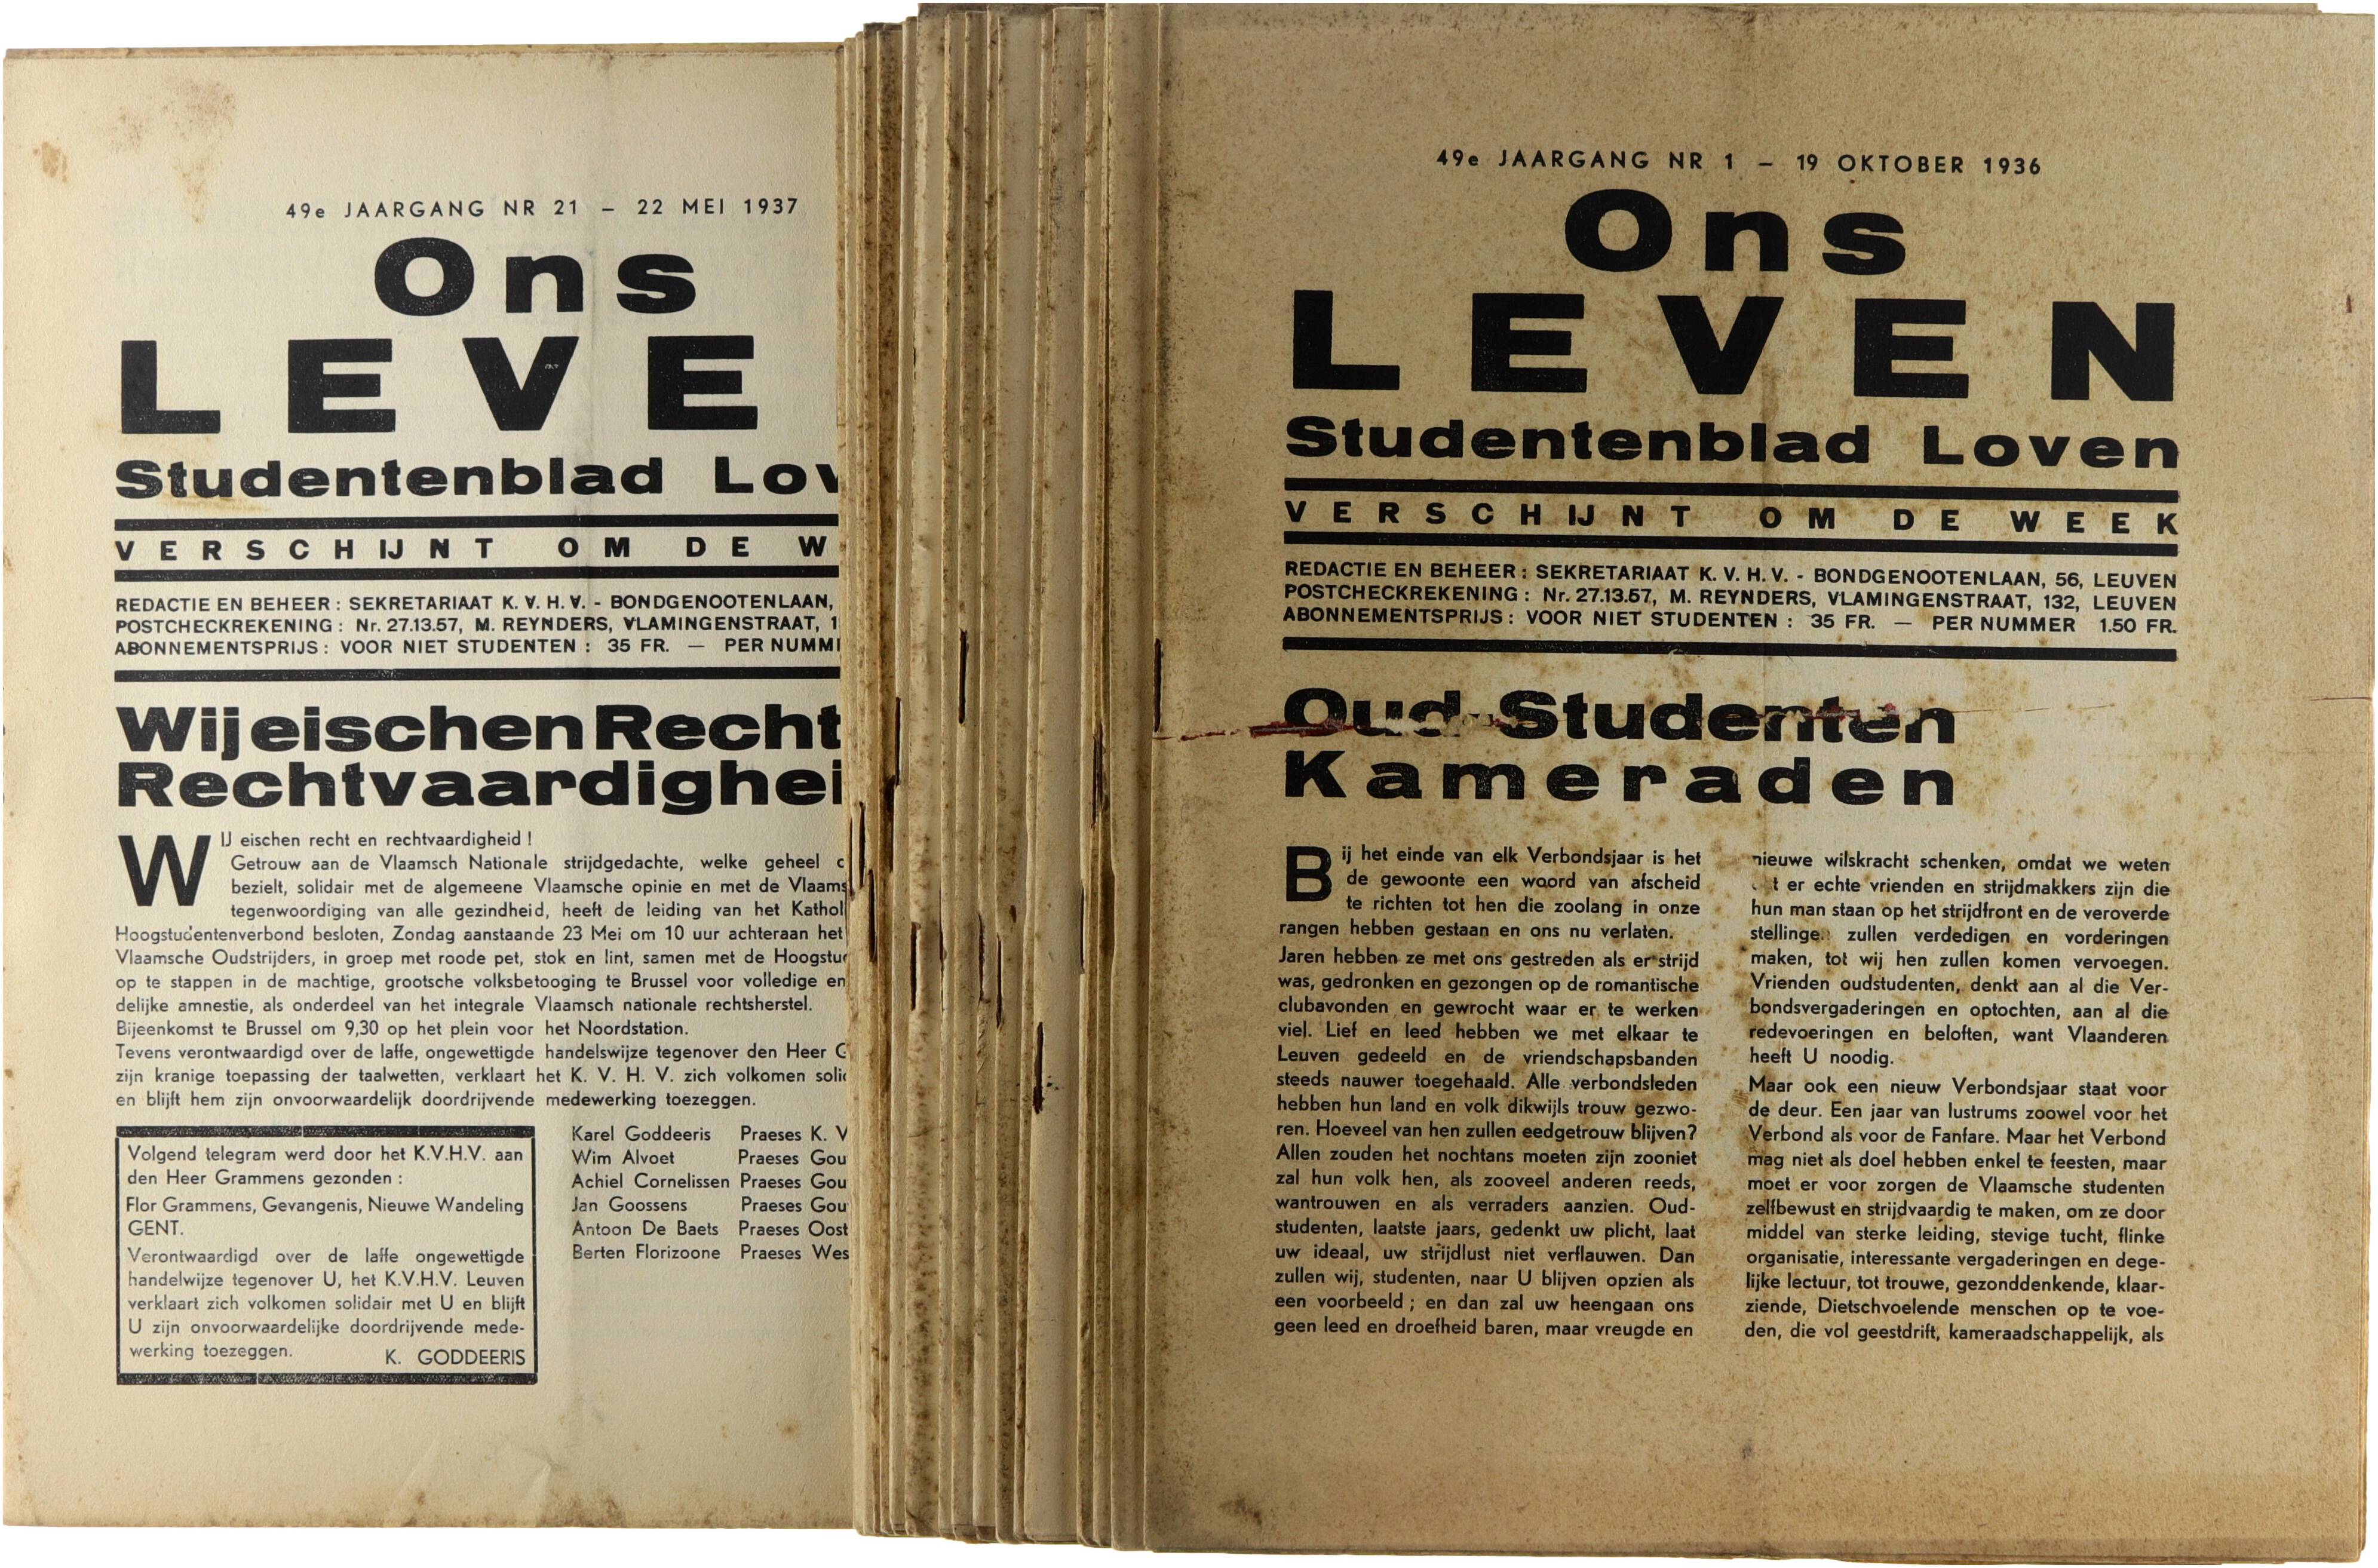 49e JAARGANG NR 21 – 22 MEI 1937
Ons
LEVE
Studentenblad
VERSCHIJNT OM DE W
REDACTIE EN BEHEER : SEKRETARIAAT K. V. H. V. - BONDGENOOTENLAAN,
POSTCHECKREKENING : Nr. 27.13.57, M. REYNDERS, VLAMINGENSTRAAT, 1
ABONNEMENTSPRIJS : VOOR NIET STUDENTEN : 35 FR. — PER NUMM
Wij eischen Recht
Rechtvaardighei
WIJ eischen recht en rechtvaardigheid !
Getrouw aan de Vlaamsch Nationale strijdgedachte, welke geheel
bezielt, solidair met de algemeene Vlaamsche opinie en met de Vlaams
tegenwoordiging van alle gezindheid, heeft de leiding van het Kathol
Hoogstudentenverbond besloten, Zondag aanstaande 23 Mei om 10 uur achteraan het
Vlaamsche Oudstrijders, in groep met roode pet, stok en lint, samen met de Hoogstu
op te stappen in de machtige, grootsche volksbetooging te Brussel voor volledige en
delijke amnestie, als onderdeel van het integrale Vlaamsch nationale rechtsherstel.
Bijeenkomst te Brussel om 9,30 op het plein voor het Noordstation.
Tevens verontwaardigd over de laffe, ongewettigde handelswijze tegenover den Heer G
zijn kranige toepassing der taalwetten, verklaart het K. V. H. V. zich volkomen soli
en blijft hem zijn onvoorwaardelijk doordrijvende medewerking toezeggen.
Volgend telegram werd door het K.V.H.V. aan
den Heer Grammens gezonden :
Flor Grammens, Gevangenis, Nieuwe Wandeling
GENT.
Verontwaardigd over de laffe ongewettigde
handelwijze tegenover U, het K.V.H.V. Leuven
verklaart zich volkomen solidair met U en blijft
U zijn onvoorwaardelijke doordrijvende mede-
werking toezeggen.
K. GODDEERIS
Karel Goddeeris Praeses K. V
Wim Alvoet Praeses Gou
Achiel Cornelissen Praeses Gou
Jan Goossens Praeses Gou
Antoon De Baets Praeses Oost
Berten Florizoone Praeses Wes
49e JAARGANG NR 1 – 19 OKTOBER 1936
Ons
LEVEN
Studentenblad Loven
VERSCHIJNT OM DE WEEK
REDACTIE EN BEHEER : SEKRETARIAAT K. V. H. V. - BONDGENOOTENLAAN, 56, LEUVEN
POSTCHECKREKENING : Nr. 27.13.57, M. REYNDERS, VLAMINGENSTRAAT, 132, LEUVEN
ABONNEMENTSPRIJS : VOOR NIET STUDENTEN : 35 FR. — PER NUMMER 1.50 FR.
Oud-Studenten
Kameraden
Bij het einde van elk Verbondsjaar is het
de gewoonte een woord van afscheid
te richten tot hen die zoolang in onze
rangen hebben gestaan en ons nu verlaten.
Jaren hebben ze met ons gestreden als er strijd
was, gedronken en gezongen op de romantische
clubavonden en gewrocht waar er te werken
viel. Lief en leed hebben we met elkaar te
Leuven gedeeld en de vriendschapsbanden
steeds nauwer toegehaald. Alle verbondsleden
hebben hun land en volk dikwijls trouw gezwo-
ren. Hoeveel van hen zullen eedgetrouw blijven?
Allen zouden het nochtans moeten zijn zooniet
zal hun volk hen, als zooveel anderen reeds,
wantrouwen en als verraders aanzien. Oud-
studenten, laatste jaars, gedenkt uw plicht, laat
uw ideaal, uw strijdlust niet verflauwen. Dan
zullen wij, studenten, naar U blijven opzien als
een voorbeeld ; en dan zal uw heengaan ons
geen leed en droefheid baren, maar vreugde en
nieuwe wilskracht schenken, omdat we weten
t er echte vrienden en strijdmakkers zijn die
hun man staan op het strijdfront en de veroverde
stellinge zullen verdedigen en vorderingen
maken, tot wij hen zullen komen vervoegen.
Vrienden oudstudenten, denkt aan al die Ver-
bondsvergaderingen en optochten, aan al die
redevoeringen en beloften, want Vlaanderen
heeft U noodig.
Maar ook een nieuw Verbondsjaar staat voor
de deur. Een jaar van lustrums zoowel voor het
Verbond als voor de Fanfare. Maar het Verbond
mag niet als doel hebben enkel te feesten, maar
moet er voor zorgen de Vlaamsche studenten
zelfbewust en strijdvaardig te maken, om ze door
middel van sterke leiding, stevige tucht, flinke
organisatie, interessante vergaderingen en dege-
lijke lectuur, tot trouwe, gezonddenkende, klaar-
ziende, Dietschvoelende menschen op te voe-
den, die vol geestdrift, kameraadschappelijk, als